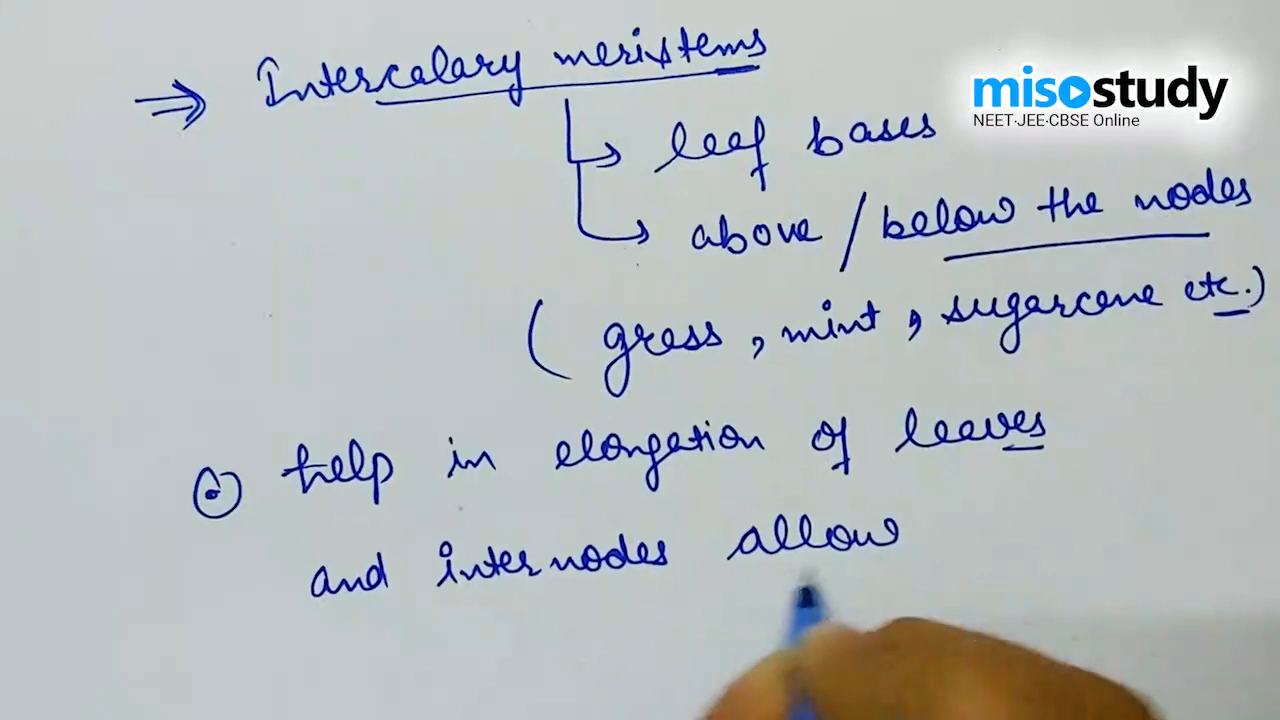 ⇒ Intercalary meristems
misostudy
NEET·JEE·CBSE Online
→ leaf bases
→ above / below the nodes
( grass , mint , sugarcane etc.)
⊙ help in elongation of leaves
and internodes allow